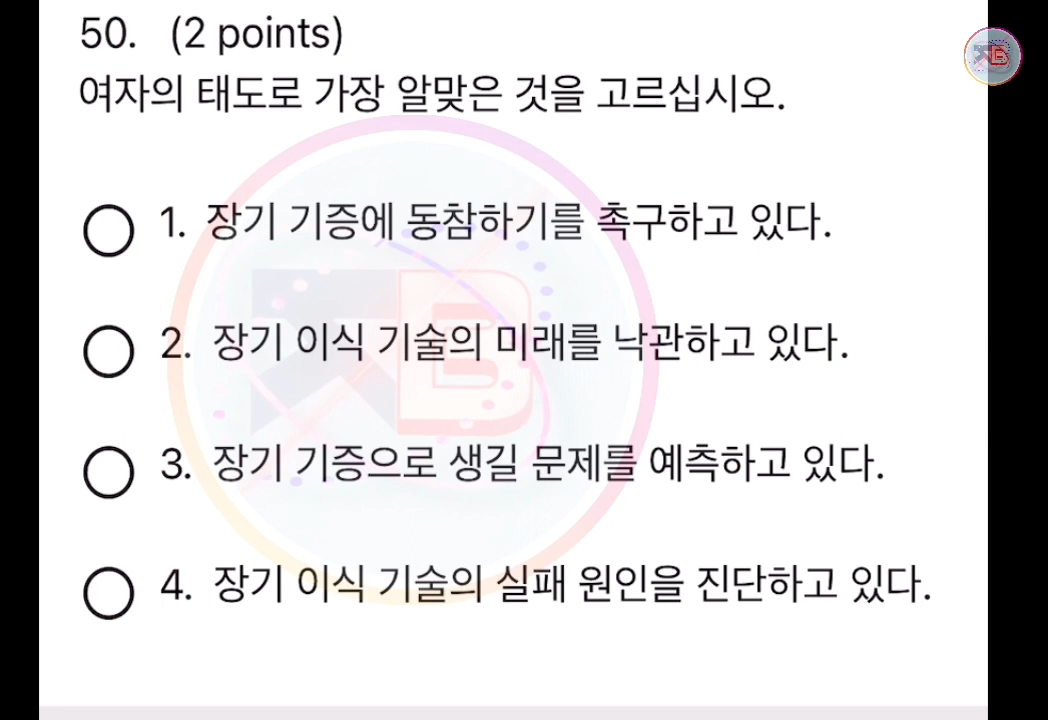 50. (2 points)
여자의 태도로 가장 알맞은 것을 고르십시오.
1. 장기 기증에 동참하기를 촉구하고 있다.
2. 장기 이식 기술의 미래를 낙관하고 있다.
3. 장기 기증으로 생길 문제를 예측하고 있다.
4. 장기 이식 기술의 실패 원인을 진단하고 있다.